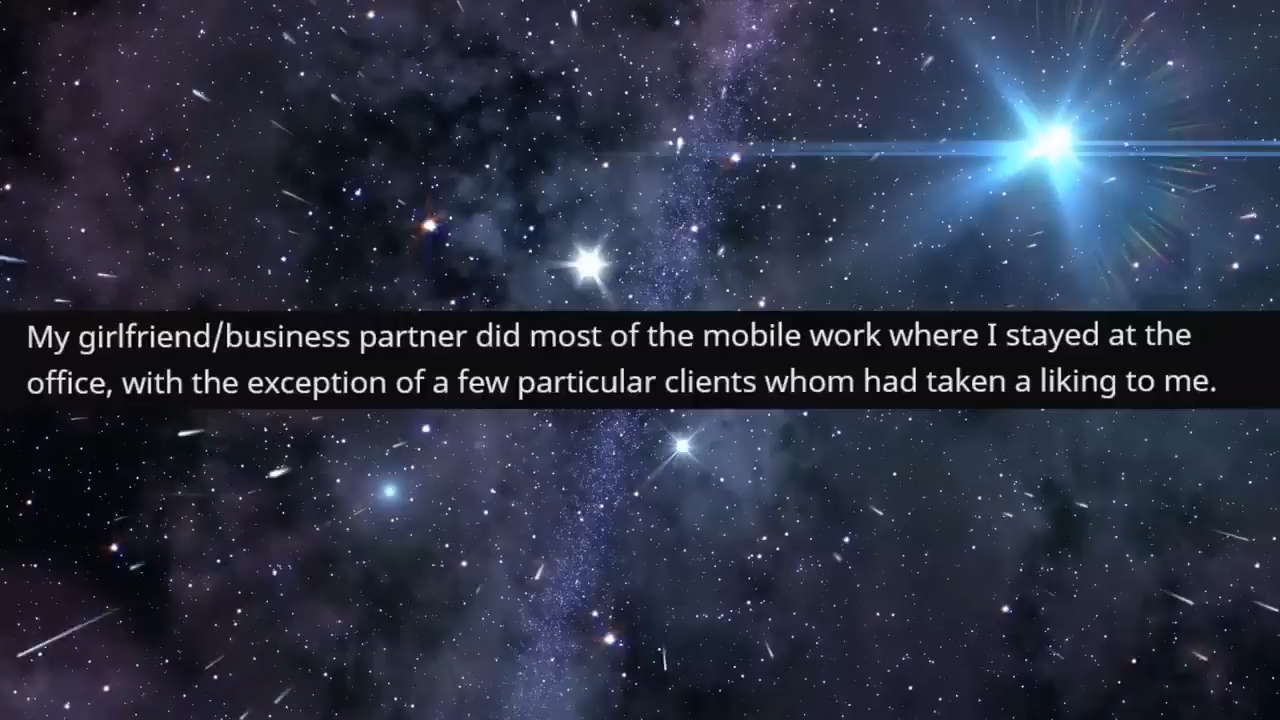 My girlfriend/business partner did most of the mobile work where I stayed at the
office, with the exception of a few particular clients whom had taken a liking to me.